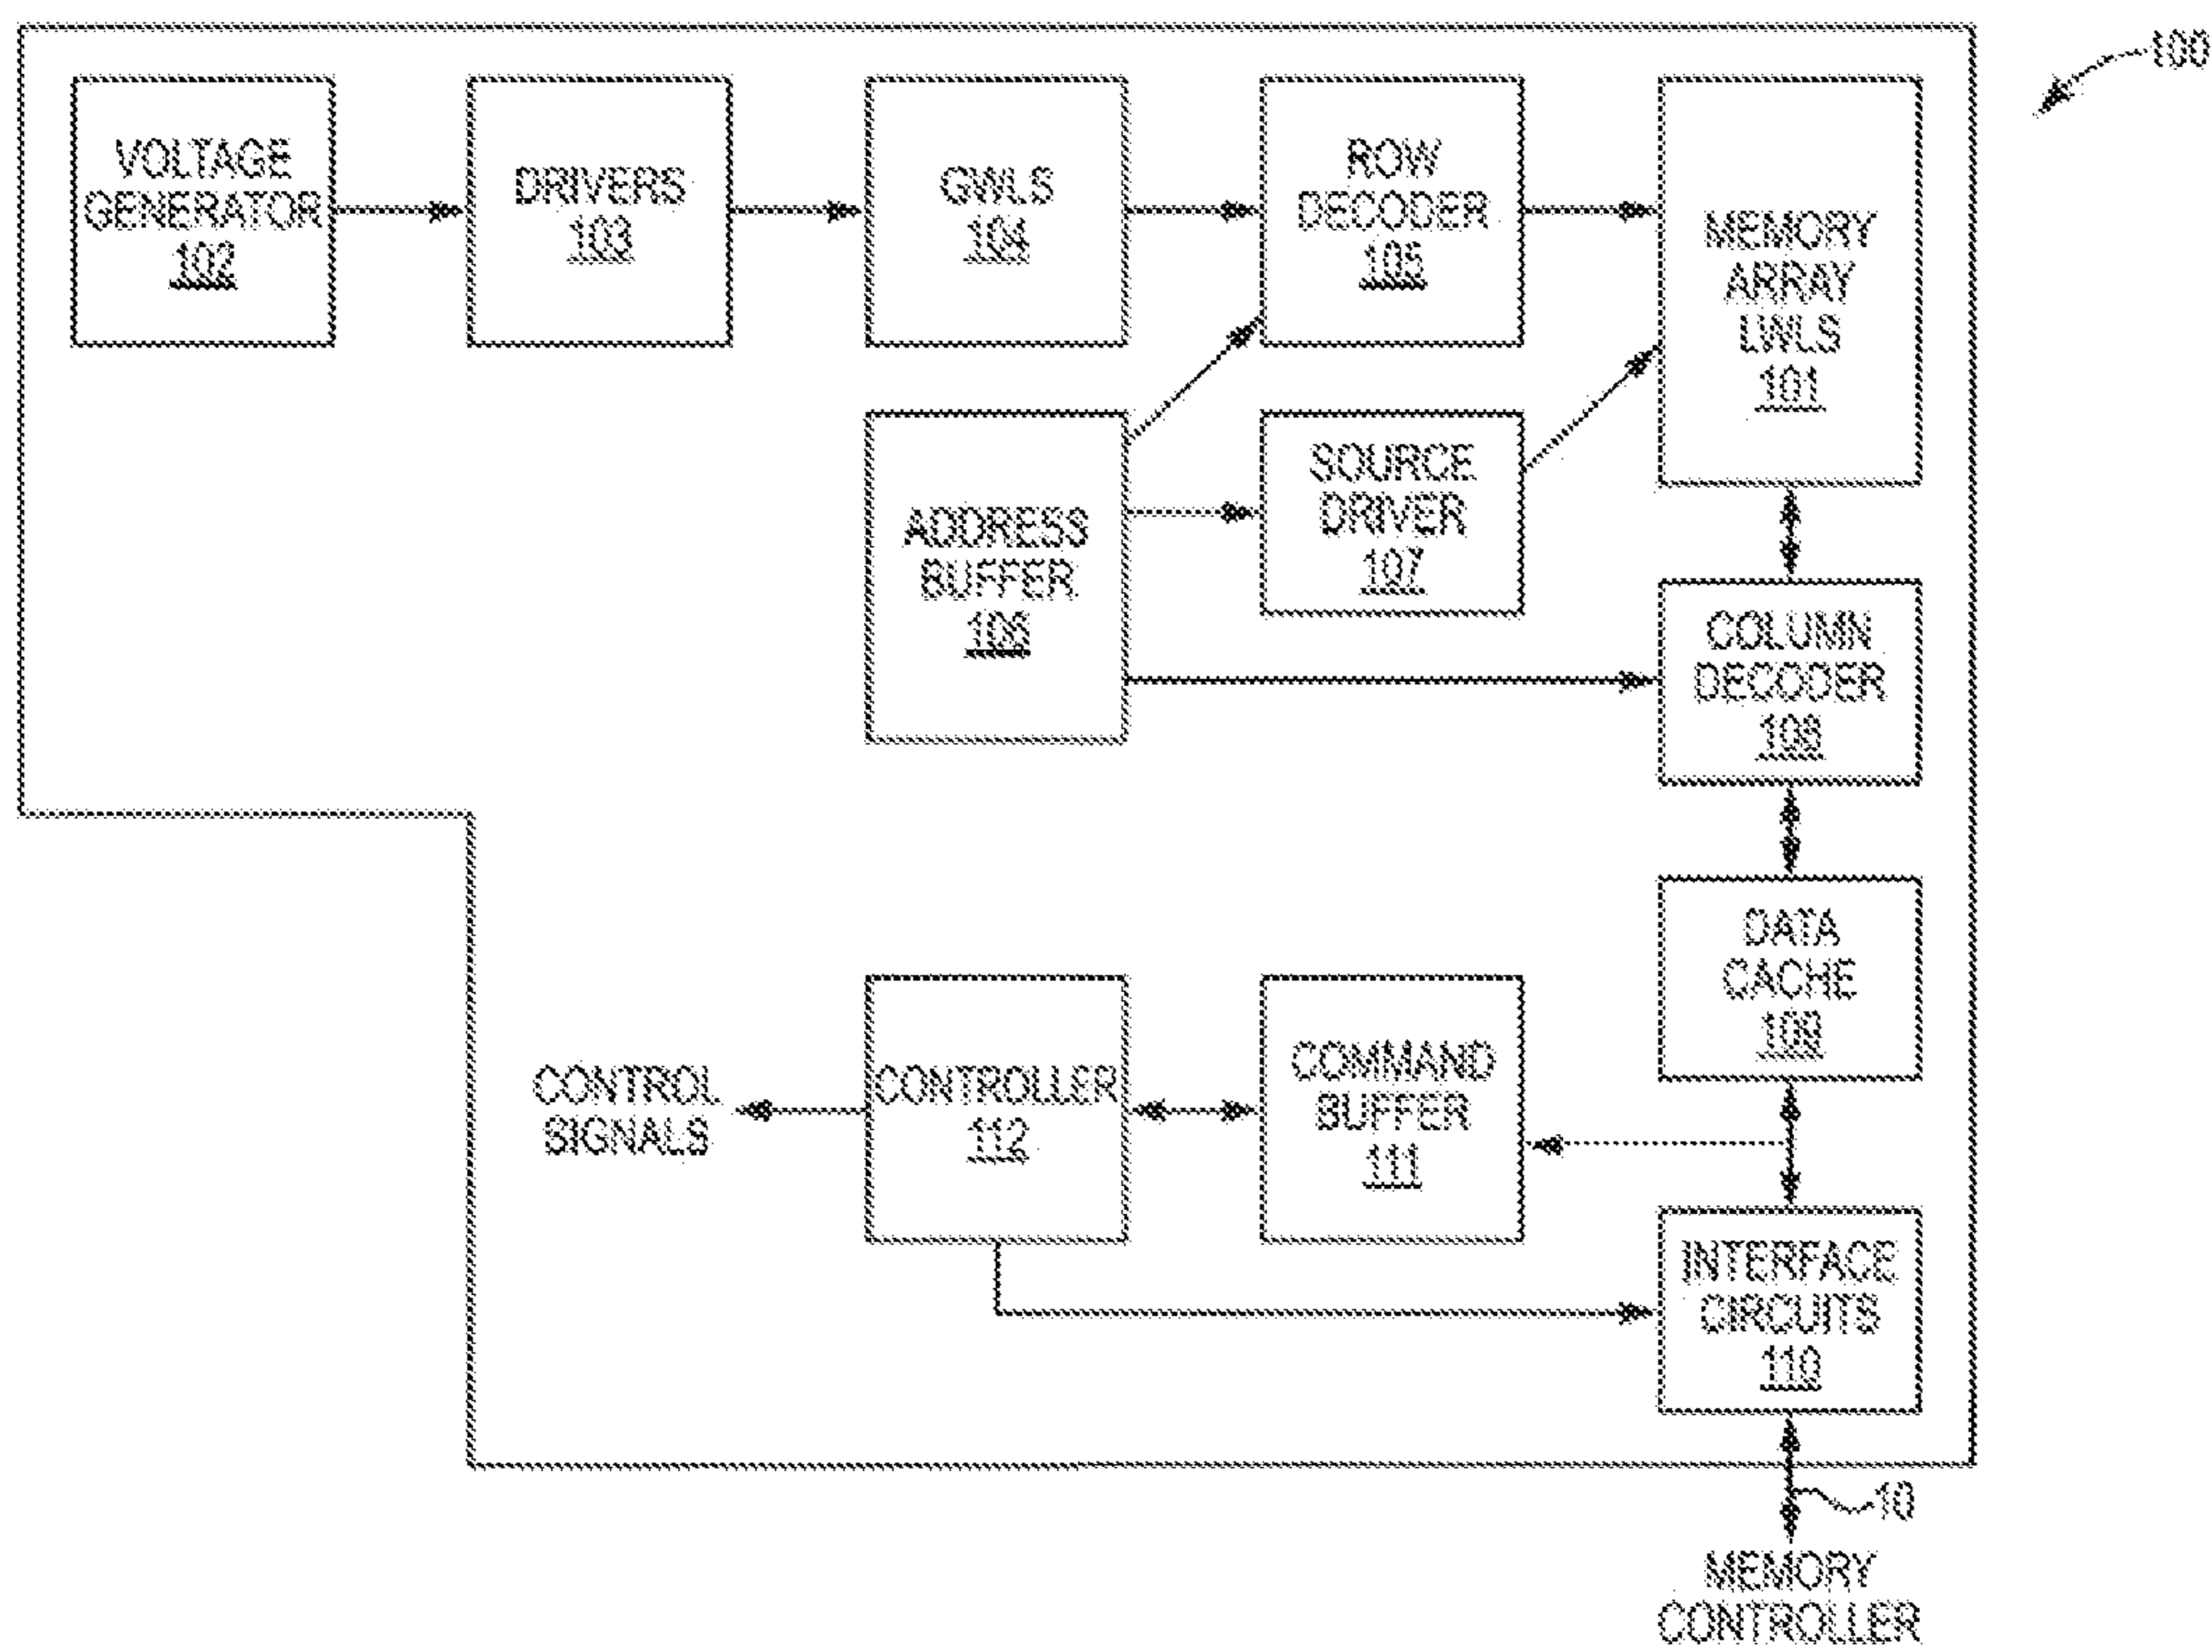 100
VOLTAGE
GENERATOR
102
DRIVERS
103
GWLS
104
ROW
DECODER
105
MEMORY
ARRAY
LWLS
101
ADDRESS
BUFFER
106
SOURCE
DRIVER
107
COLUMN
DECODER
108
DATA
CACHE
109
CONTROL
SIGNALS
CONTROLLER
112
COMMAND
BUFFER
111
INTERFACE
CIRCUITS
110
10
MEMORY
CONTROLLER